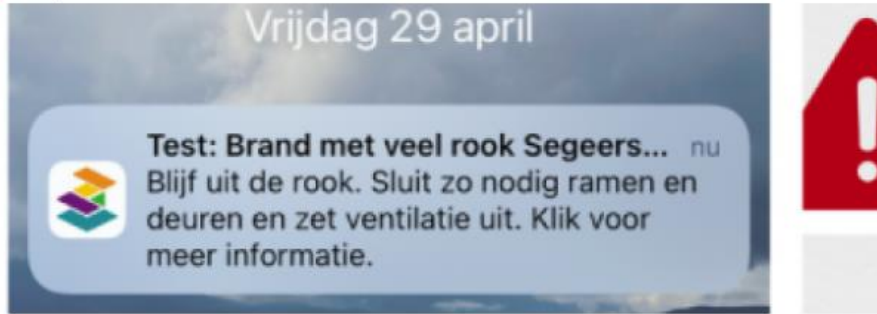 Vrijdag 29 april
Test: Brand met veel rook Segeers... nu
Blijf uit de rook. Sluit zo nodig ramen en
deuren en zet ventilatie uit. Klik voor
meer informatie.
!